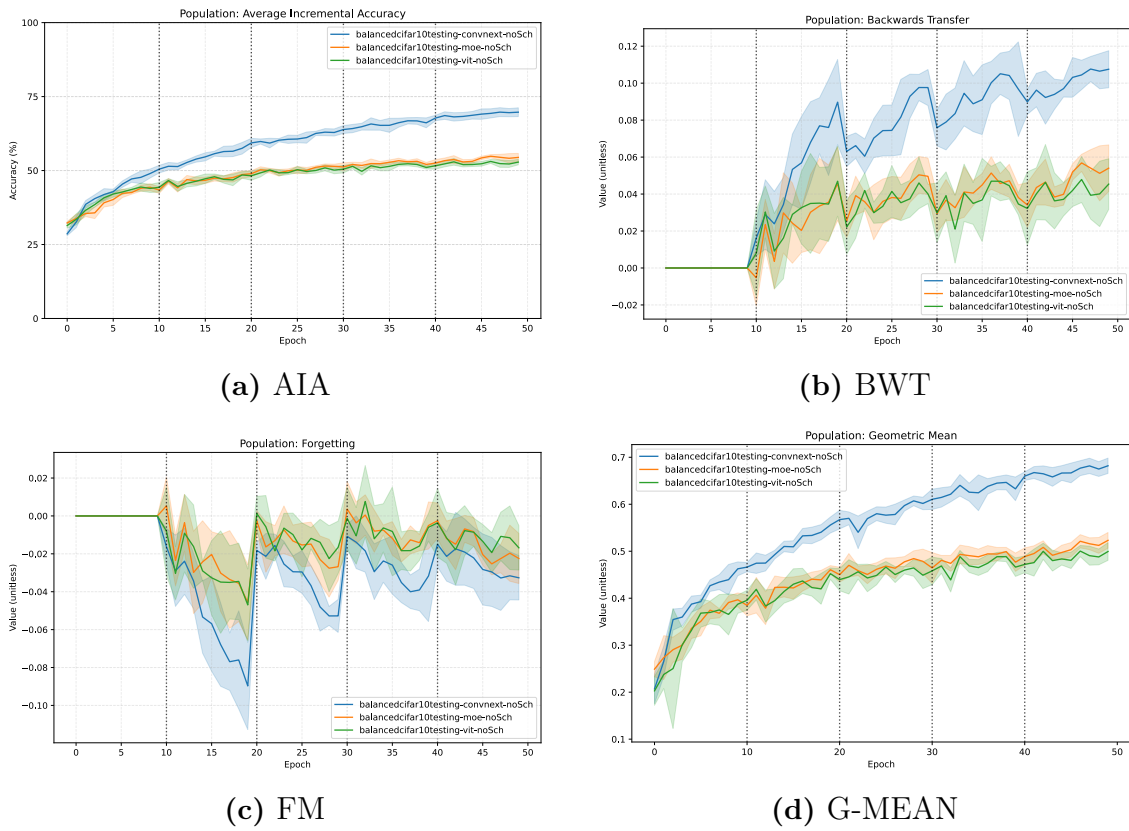 Population: Average Incremental Accuracy
100
75
50
25
0
Accuracy (%)
balancedcifar10testing-convnext-noSch
balancedcifar10testing-moe-noSch
balancedcifar10testing-vit-noSch
0 5 10 15 20 25 30 35 40 45 50
Epoch
(a) AIA
Population: Backwards Transfer
0.12
0.10
0.08
0.06
0.04
0.02
0.00
−0.02
Value (unitless)
balancedcifar10testing-convnext-noSch
balancedcifar10testing-moe-noSch
balancedcifar10testing-vit-noSch
0 5 10 15 20 25 30 35 40 45 50
Epoch
(b) BWT
Population: Forgetting
0.02
0.00
−0.02
−0.04
−0.06
−0.08
−0.10
Value (unitless)
balancedcifar10testing-convnext-noSch
balancedcifar10testing-moe-noSch
balancedcifar10testing-vit-noSch
0 5 10 15 20 25 30 35 40 45 50
Epoch
(c) FM
Population: Geometric Mean
0.7
0.6
0.5
0.4
0.3
0.2
0.1
Value (unitless)
balancedcifar10testing-convnext-noSch
balancedcifar10testing-moe-noSch
balancedcifar10testing-vit-noSch
0 5 10 15 20 25 30 35 40 45 50
Epoch
(d) G-MEAN